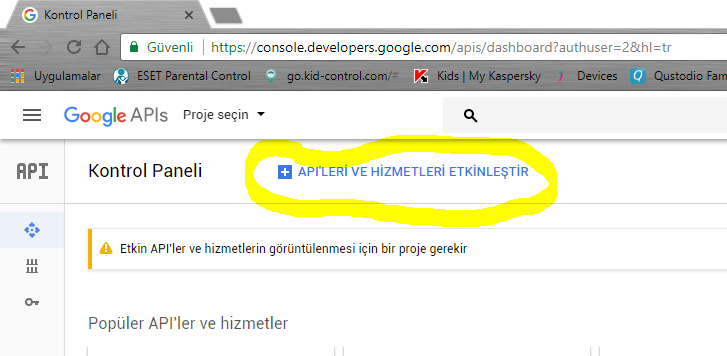 Kontrol Paneli
Güvenli https://console.developers.google.com/apis/dashboard?authuser=2&hl=tr
Uygulamalar ESET Parental Control go.kid-control.com/# Kids | My Kaspersky Devices Qustodio Fam
Google APIs Proje seçin
API Kontrol Paneli API'LERİ VE HİZMETLERİ ETKİNLEŞTİR
Etkin API'ler ve hizmetlerin görüntülenmesi için bir proje gerekir
Popüler API'ler ve hizmetler